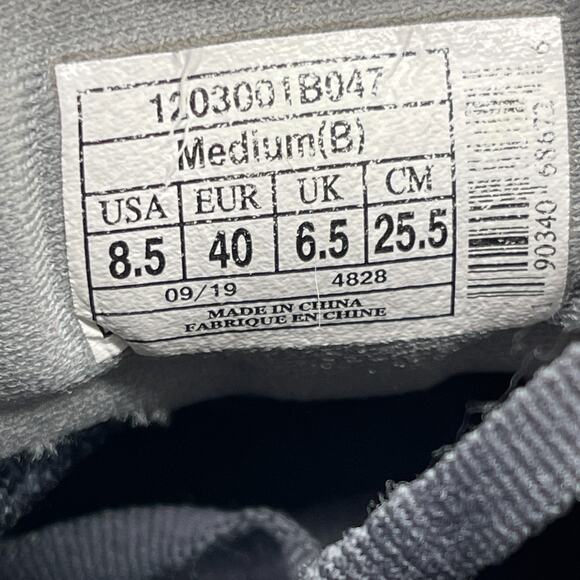 1203001B047
Medium(B)
USA EUR UK CM
8.5 40 6.5 25.5
09/19 4828
MADE IN CHINA
FABRIQUE EN CHINE